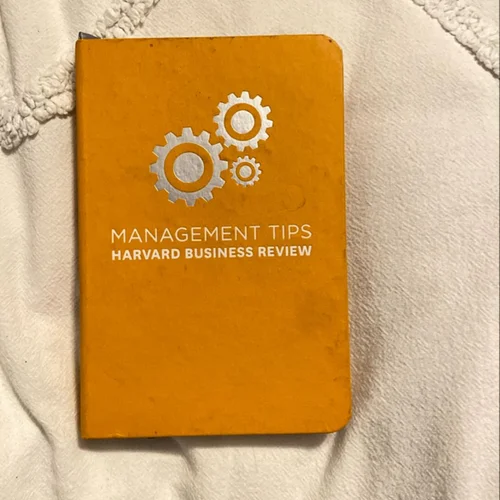 MANAGEMENT TIPS
HARVARD BUSINESS REVIEW